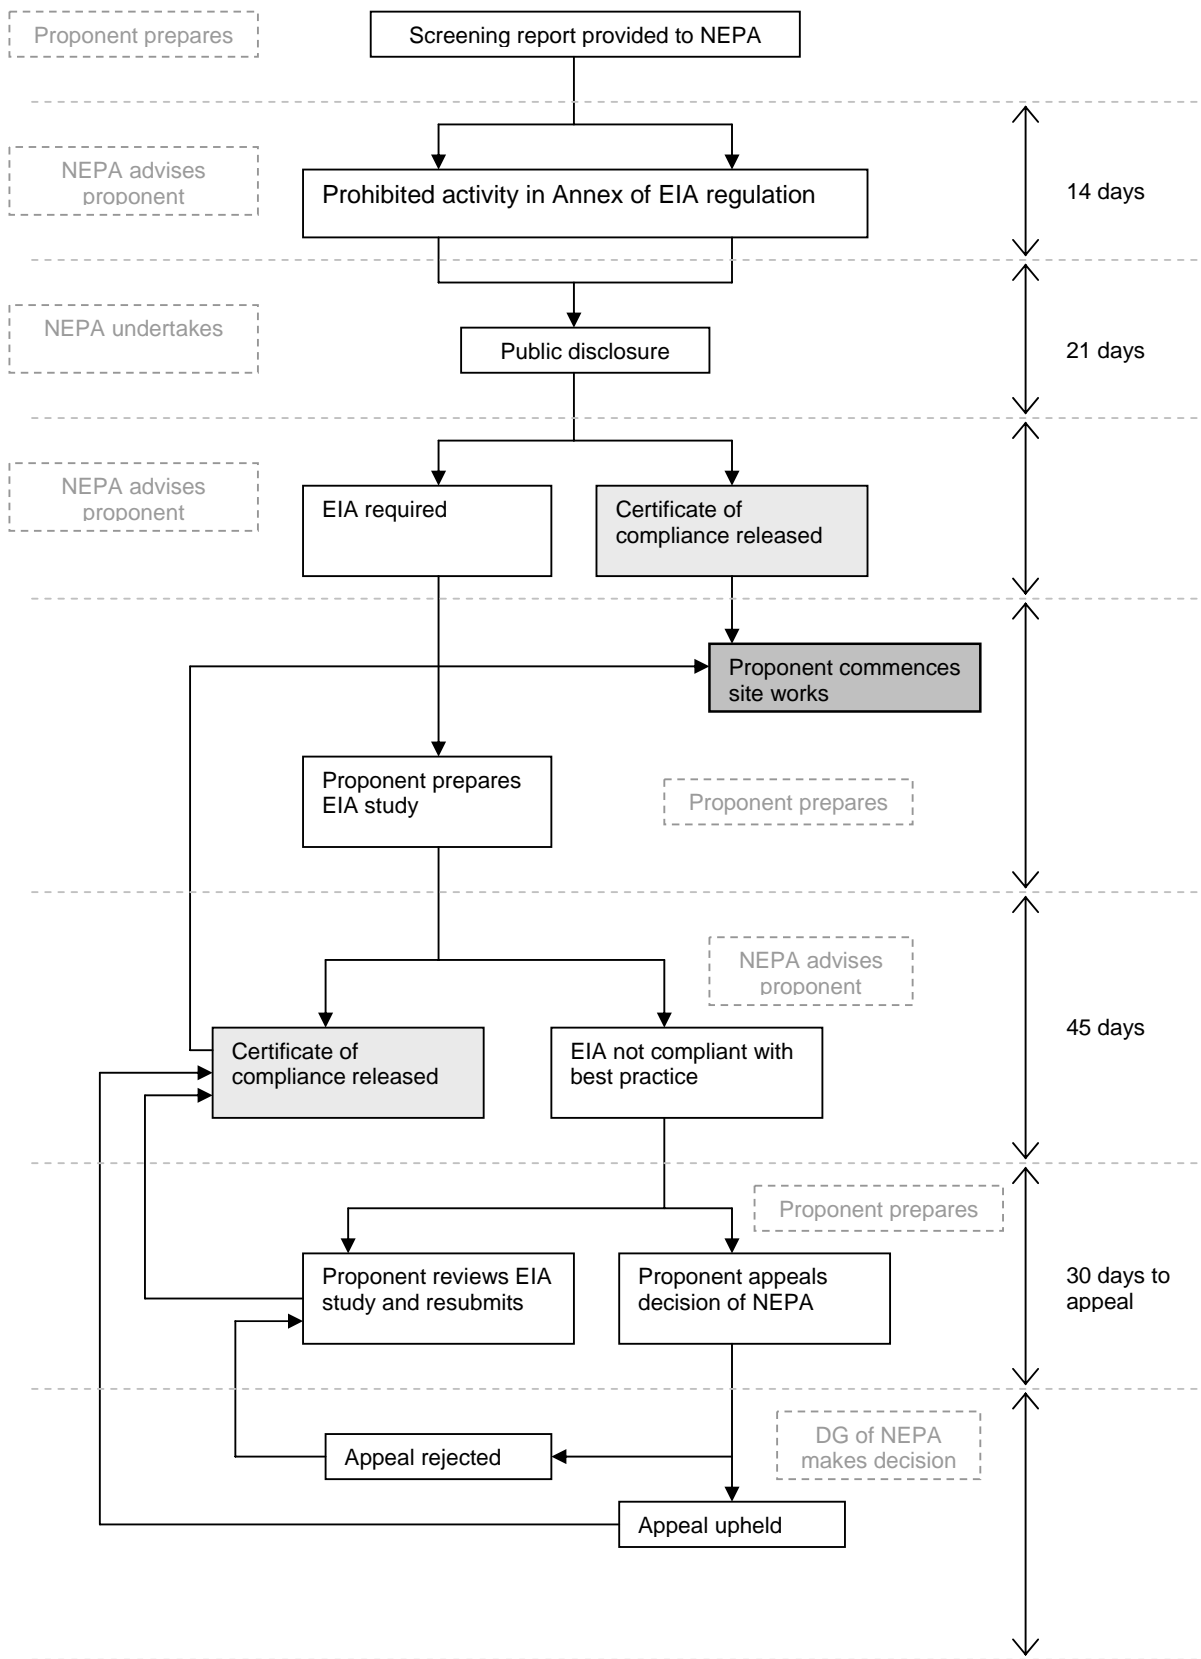 Proponent prepares
Screening report provided to NEPA
NEPA advises
proponent
Prohibited activity in Annex of EIA regulation
14 days
NEPA undertakes
Public disclosure
21 days
NEPA advises
proponent
EIA required
Certificate of
compliance released
Proponent commences
site works
Proponent prepares
EIA study
Proponent prepares
NEPA advises
proponent
Certificate of
compliance released
EIA not compliant with
best practice
45 days
Proponent prepares
Proponent reviews EIA
study and resubmits
Proponent appeals
decision of NEPA
30 days to
appeal
DG of NEPA
makes decision
Appeal rejected
Appeal upheld